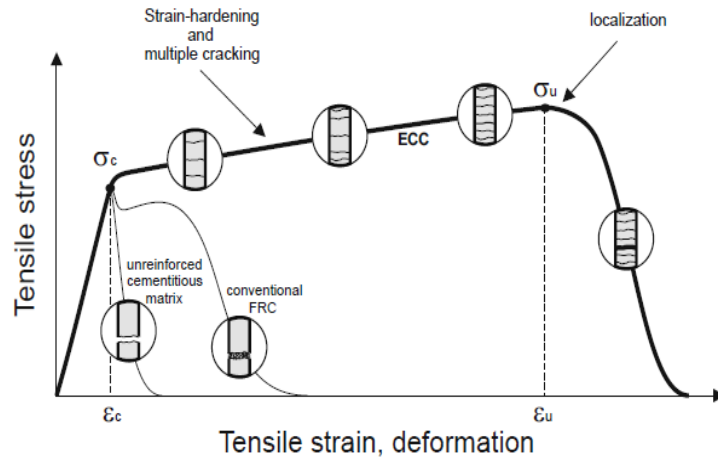 Strain-hardening
and
multiple cracking
localization
σu
σc
ECC
Tensile stress
unreinforced
cementitious
matrix
conventional
FRC
εc
εu
Tensile strain, deformation